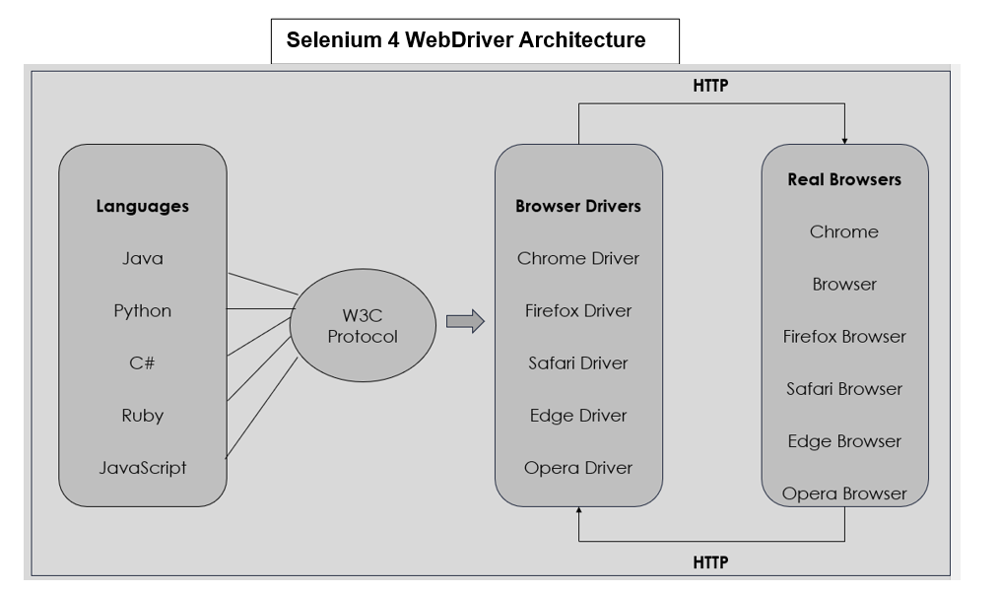 Selenium 4 WebDriver Architecture
HTTP
Languages
Java
Python
C#
Ruby
JavaScript
W3C
Protocol
Browser Drivers
Chrome Driver
Firefox Driver
Safari Driver
Edge Driver
Opera Driver
Real Browsers
Chrome
Browser
Firefox Browser
Safari Browser
Edge Browser
Opera Browser
HTTP